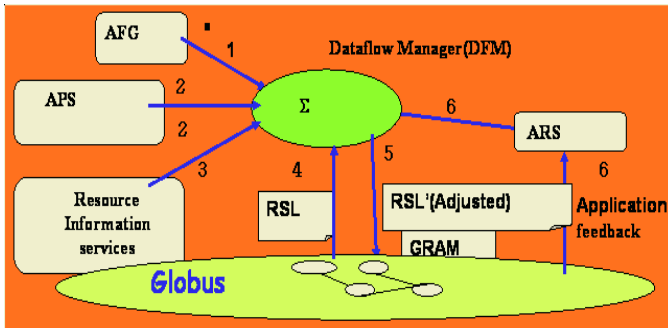 AFG
1
Dataflow Manager(DFM)
APS
2
2
Σ
6
ARS
3
4
5
6
Resource
Information
services
RSL
RSL'(Adjusted)
GRAM
Application
feedback
Globus